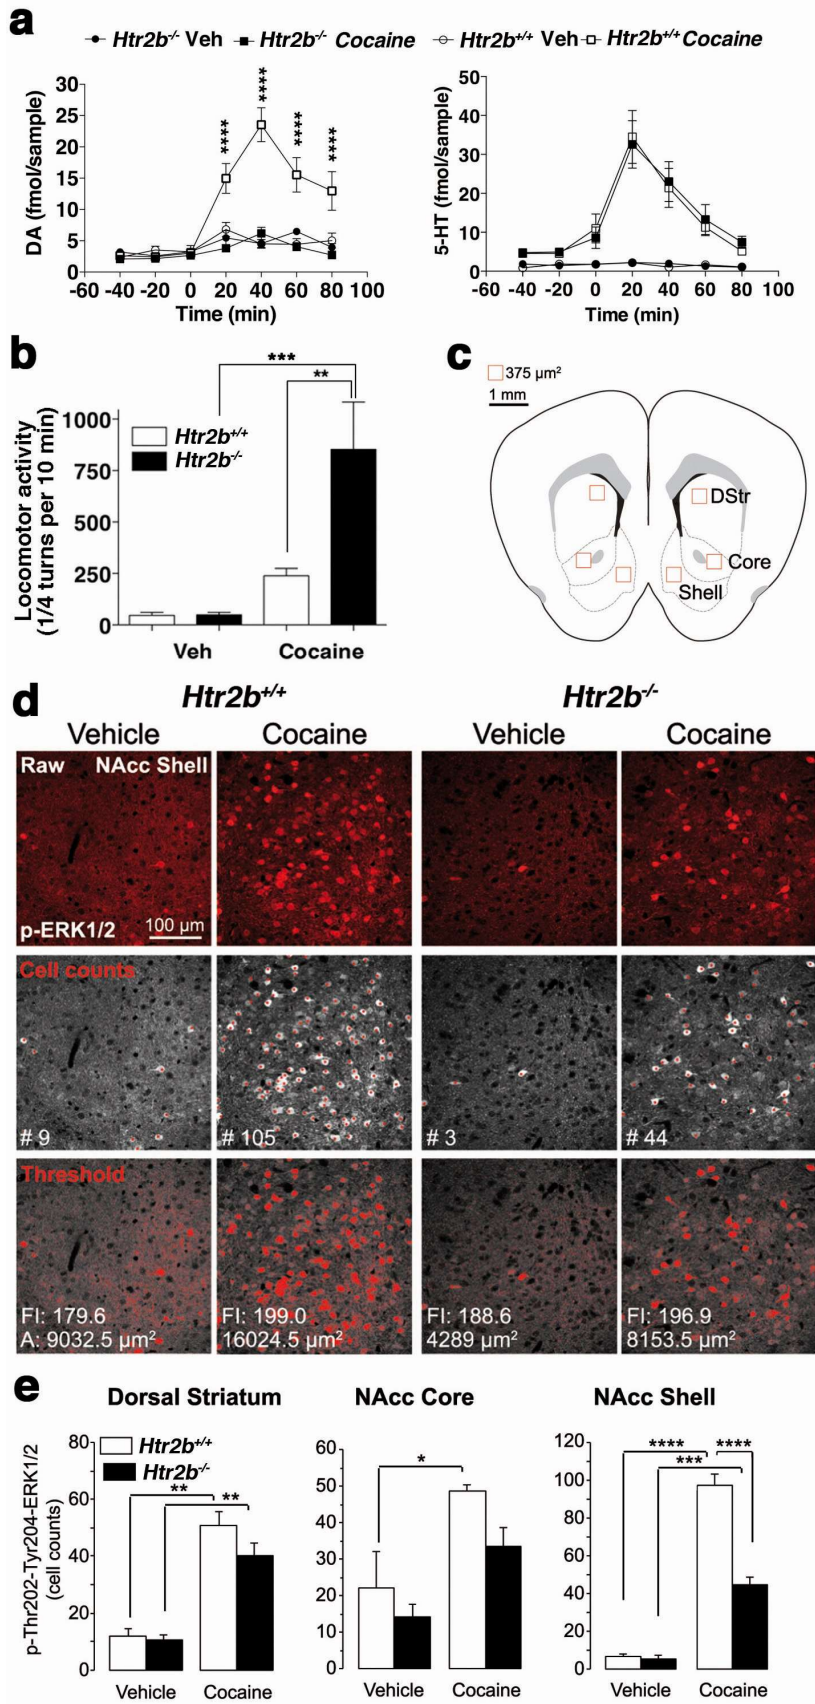 a
Htr2b-/- Veh Htr2b-/- Cocaine Htr2b+/+ Veh Htr2b+/+ Cocaine
DA (fmol/sample)
30
25
20
15
10
5
0
****
****
****
****
-60 -40 -20 0 20 40 60 80 100
Time (min)
5-HT (fmol/sample)
50
40
30
20
10
0
-60 -40 -20 0 20 40 60 80 100
Time (min)
b
Locomotor activity
(1/4 turns per 10 min)
1000
750
500
250
0
***
**
Htr2b+/+
Htr2b-/-
Veh Cocaine
c
375 µm²
1 mm
DStr
Core
Shell
d
Htr2b+/+ Htr2b-/-
Vehicle Cocaine Vehicle Cocaine
Raw NAcc Shell
p-ERK1/2 100 µm
Cell counts
# 9 # 105 # 3 # 44
Threshold
FI: 179.6 FI: 199.0 FI: 188.6 FI: 196.9
A: 9032.5 µm² 16024.5 µm² 4289 µm² 8153.5 µm²
e
Dorsal Striatum NAcc Core NAcc Shell
p-Thr202-Tyr204-ERK1/2
(cell counts)
80
60
40
20
0
Htr2b+/+
Htr2b-/-
** **
Vehicle Cocaine
60
50
40
30
20
10
0
*
Vehicle Cocaine
120
100
80
60
40
20
0
**** ****
***
Vehicle Cocaine